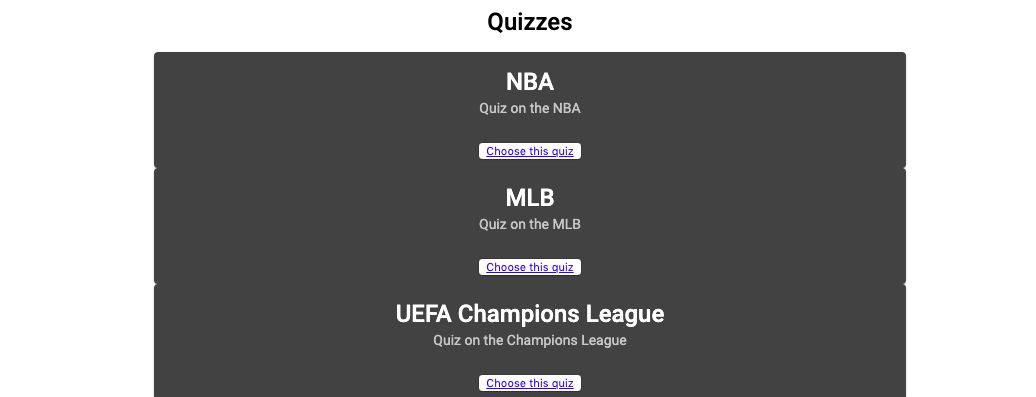 Quizzes
NBA
Quiz on the NBA
Choose this quiz
MLB
Quiz on the MLB
Choose this quiz
UEFA Champions League
Quiz on the Champions League
Choose this quiz